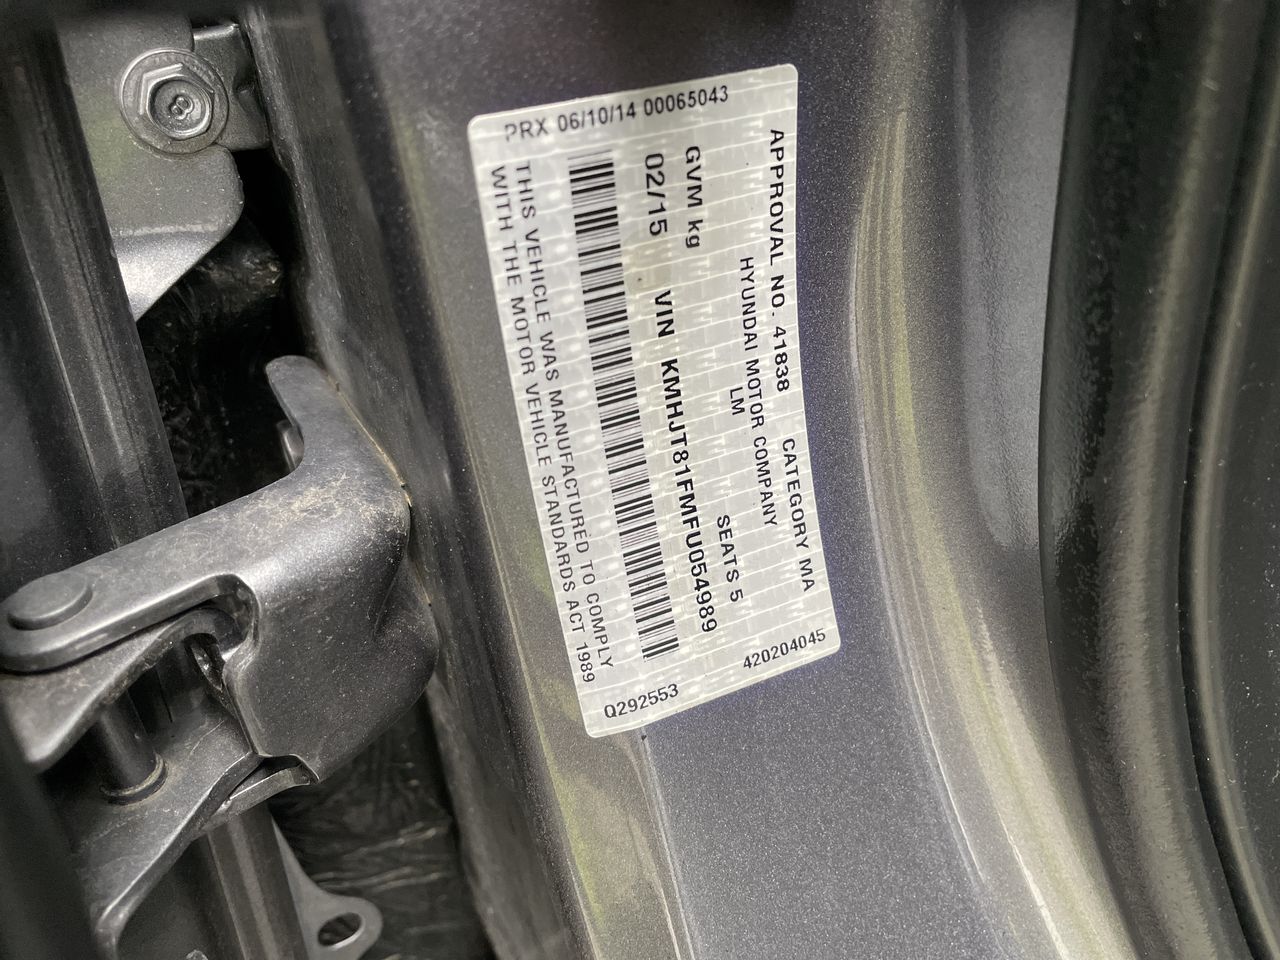 PRX 06/10/14 00065043
APPROVAL NO. 41838 CATEGORY MA
HYUNDAI MOTOR COMPANY
LM
GVM kg SEATS 5
02/15 VIN KMHJT81FMFU054989
THIS VEHICLE WAS MANUFACTURED TO COMPLY
WITH THE MOTOR VEHICLE STANDARDS ACT 1989
Q292553 420204045